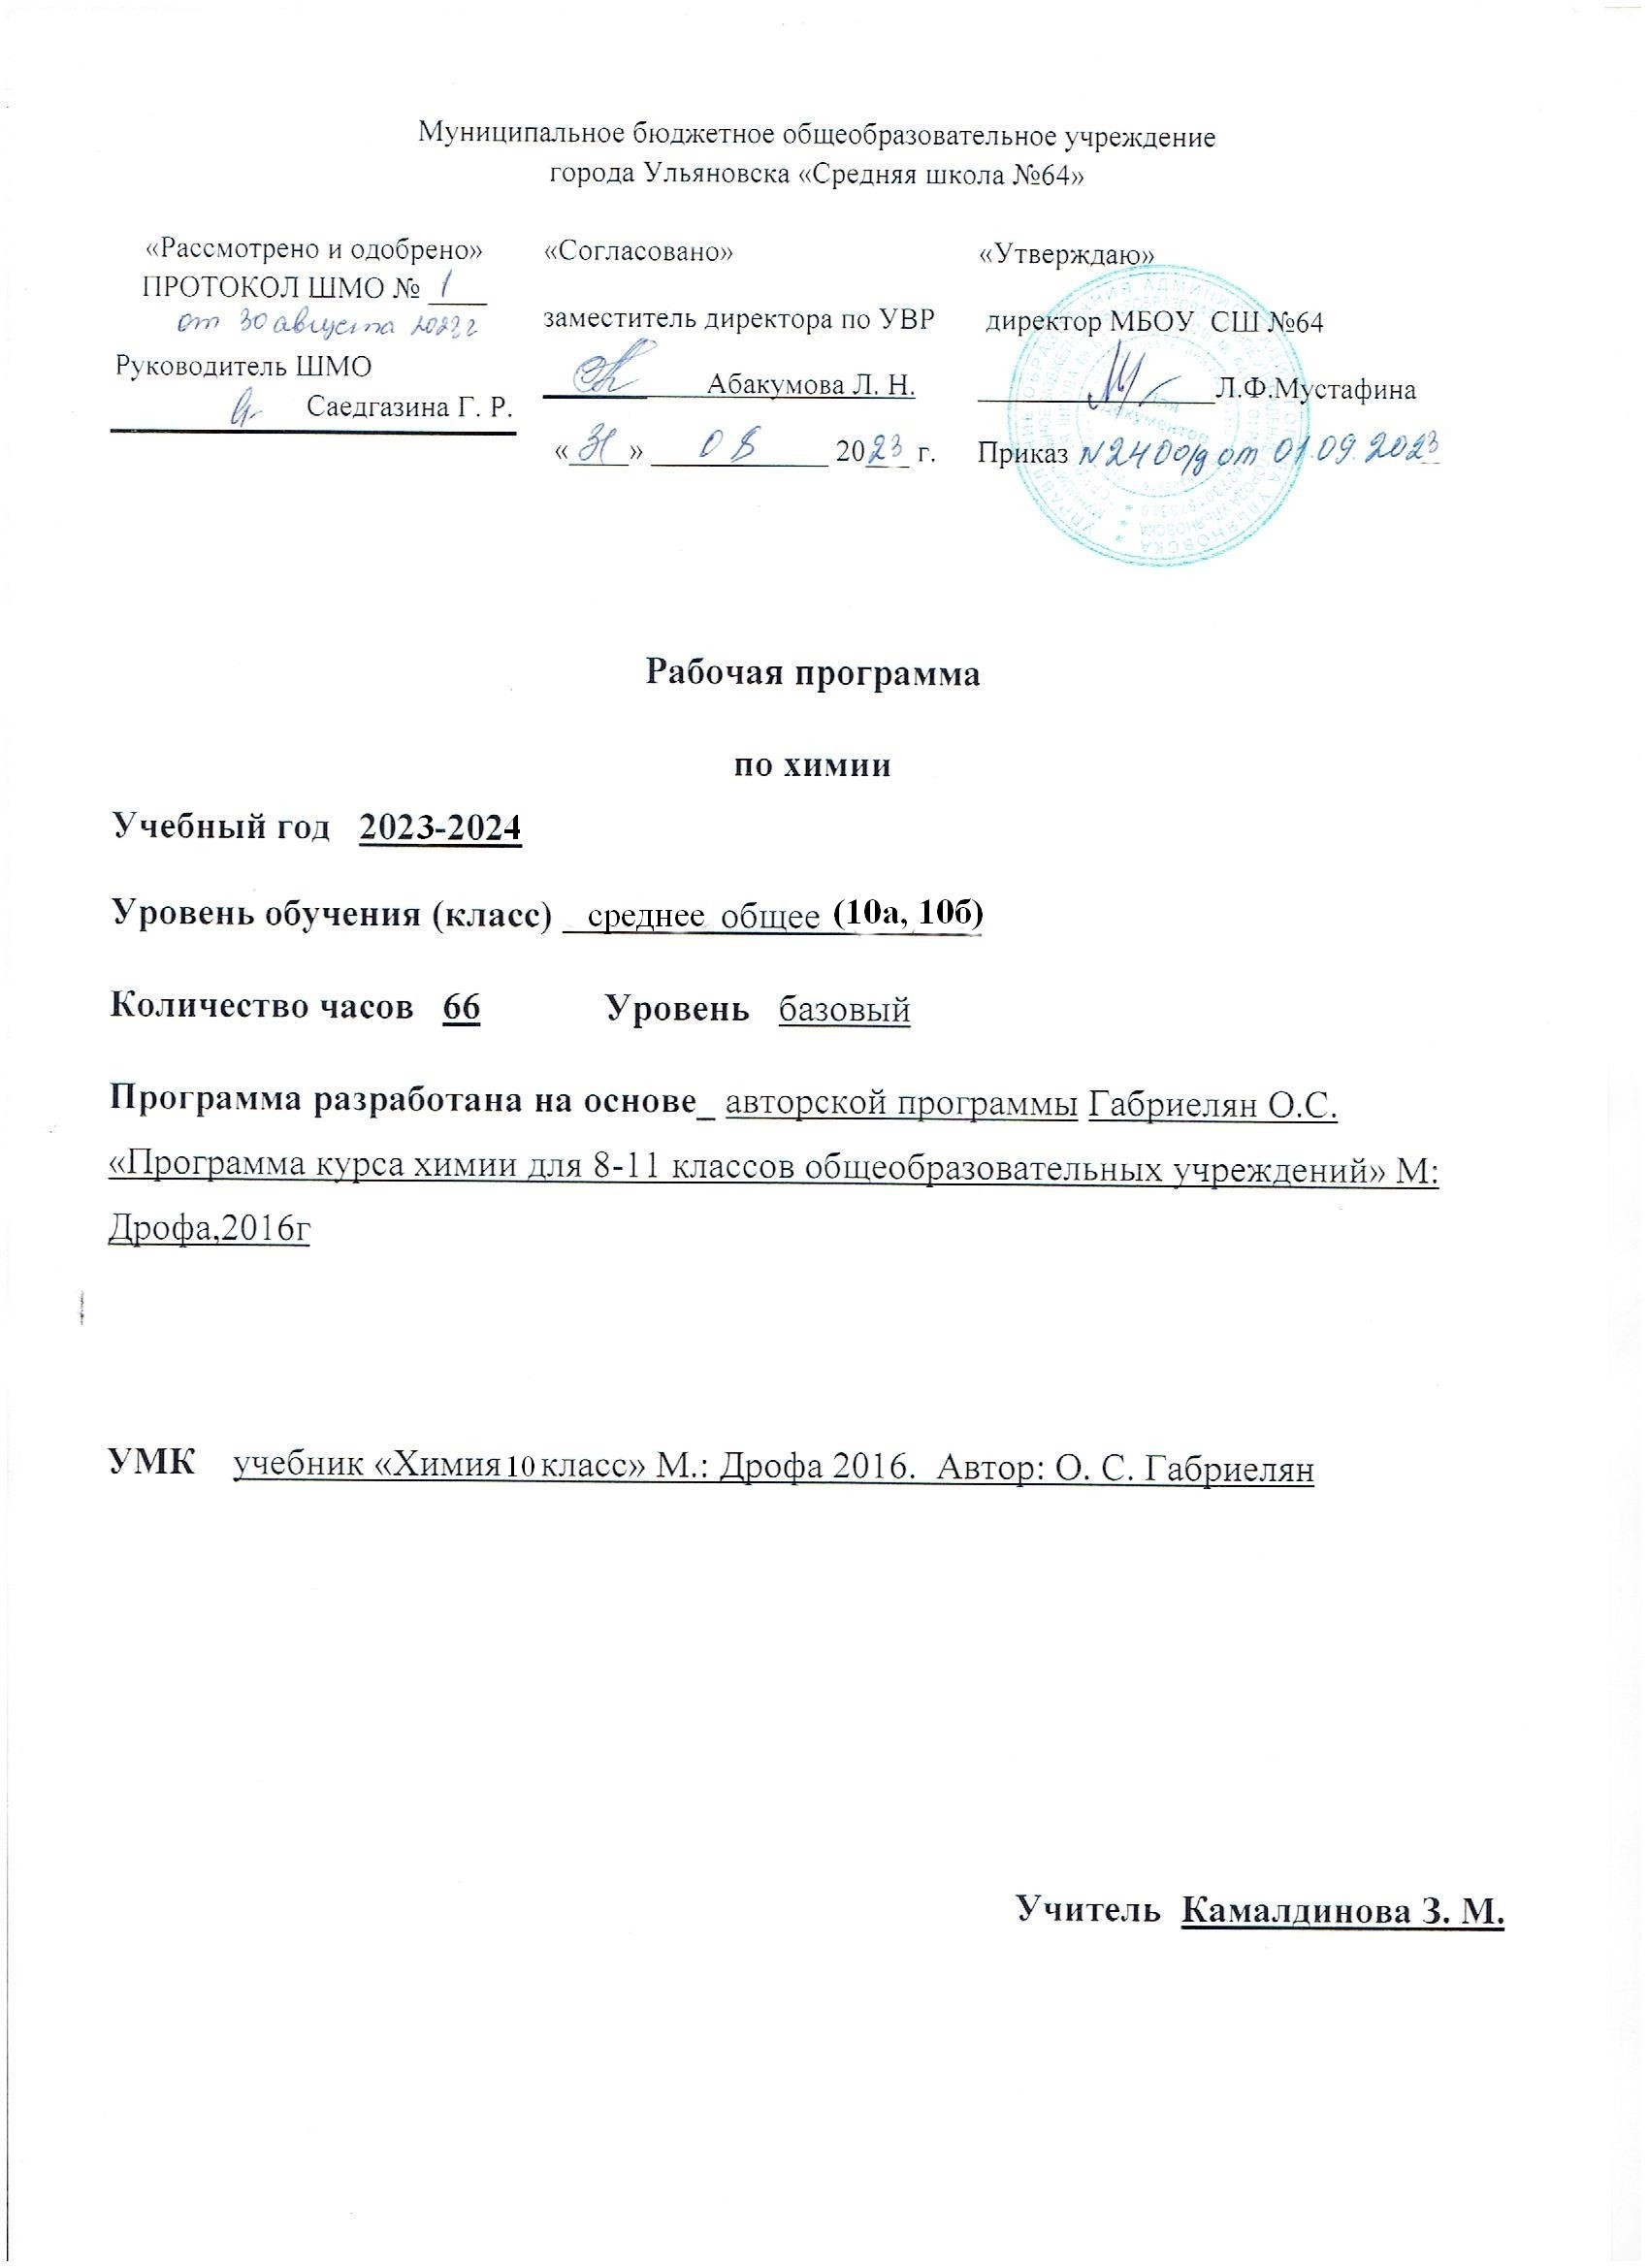 Муниципальное бюджетное общеобразовательное учреждение
города Ульяновска «Средняя школа №64»
«Рассмотрено и одобрено»
ПРОТОКОЛ ШМО № 1
от 30 августа 2023 г
Руководитель ШМО
Саедгазина Г. Р.
«Согласовано»
заместитель директора по УВР
Абакумова Л. Н.
«31» 08 2023 г.
«Утверждаю»
директор МБОУ СШ №64
Л.Ф.Мустафина
Приказ от 01.09.2023
Рабочая программа
по химии
Учебный год 2023-2024
Уровень обучения (класс) среднее общее (10а, 10б)
Количество часов 66 Уровень базовый
Программа разработана на основе_ авторской программы Габриелян О.С.
«Программа курса химии для 8-11 классов общеобразовательных учреждений» М:
Дрофа,2016г
УМК учебник «Химия 10 класс» М.: Дрофа 2016. Автор: О. С. Габриелян
Учитель Камалдинова З. М.